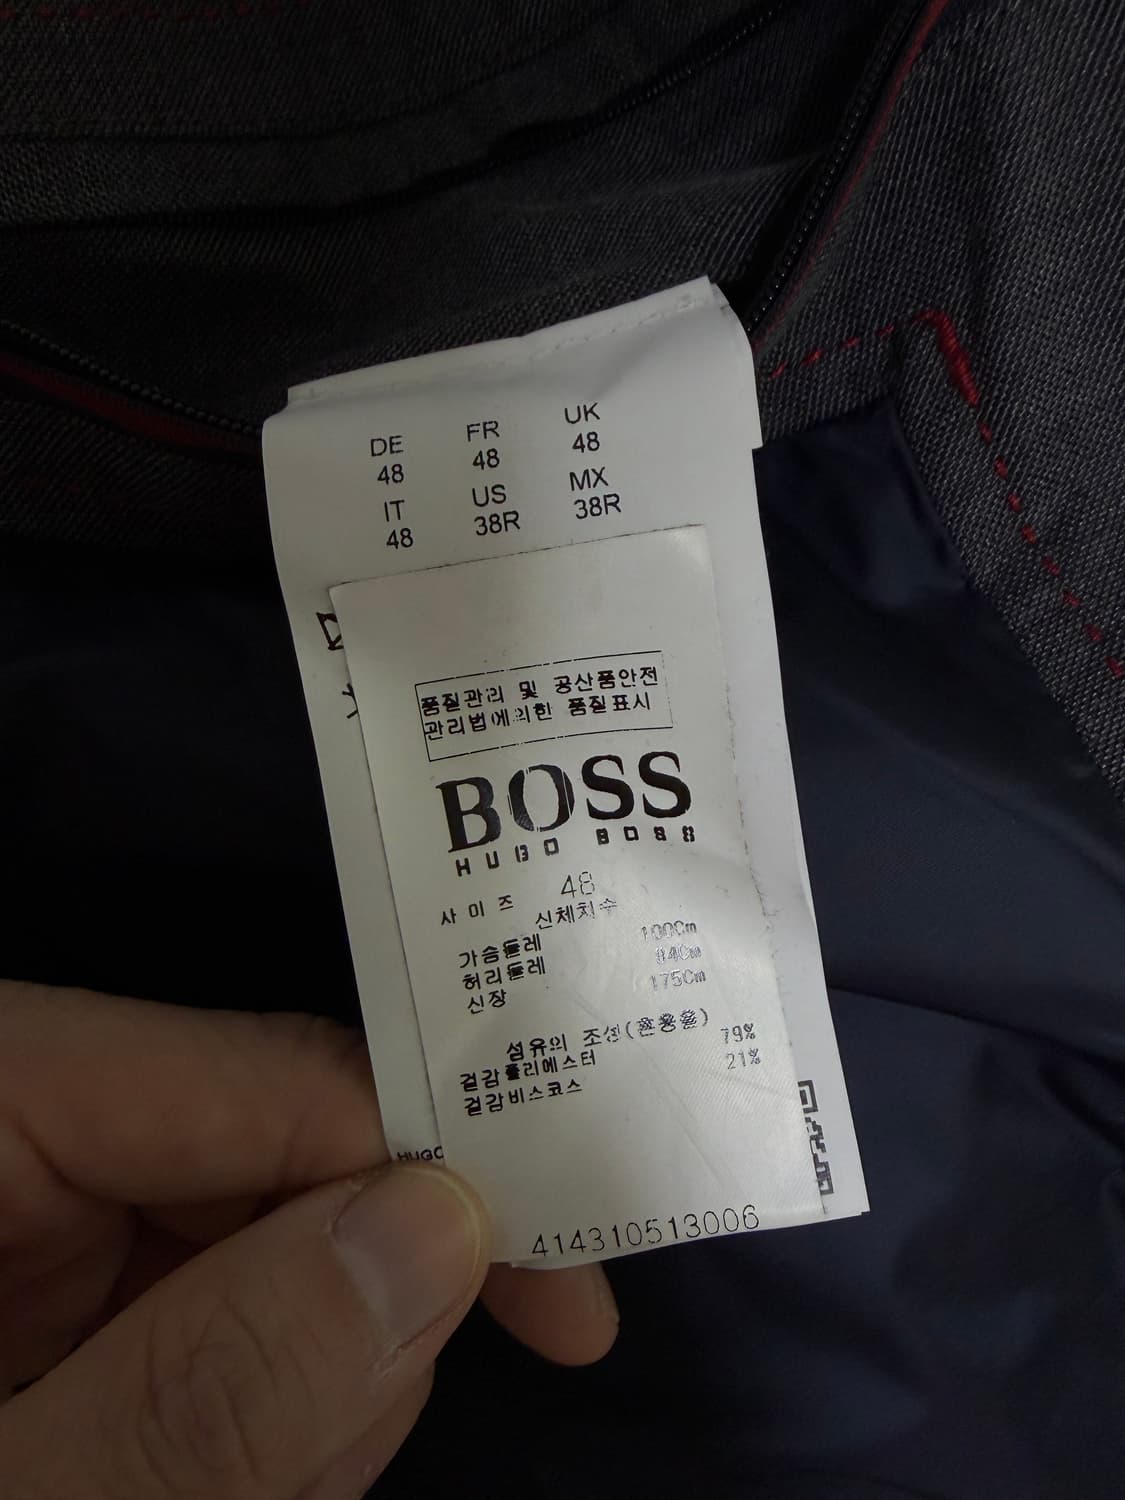 DE FR UK
48 48 48
IT US MX
48 38R 38R
품질관리 및 공산품안전
관리법에의한 품질표시
BOSS
HUGO BOSS
사이즈 48
신체치수
가슴둘레 100Cm
허리둘레 84Cm
신장 175Cm
섬유의 조성(혼용율)
겉감폴리에스터 79%
겉감비스코스 21%
HUGO
414310513006